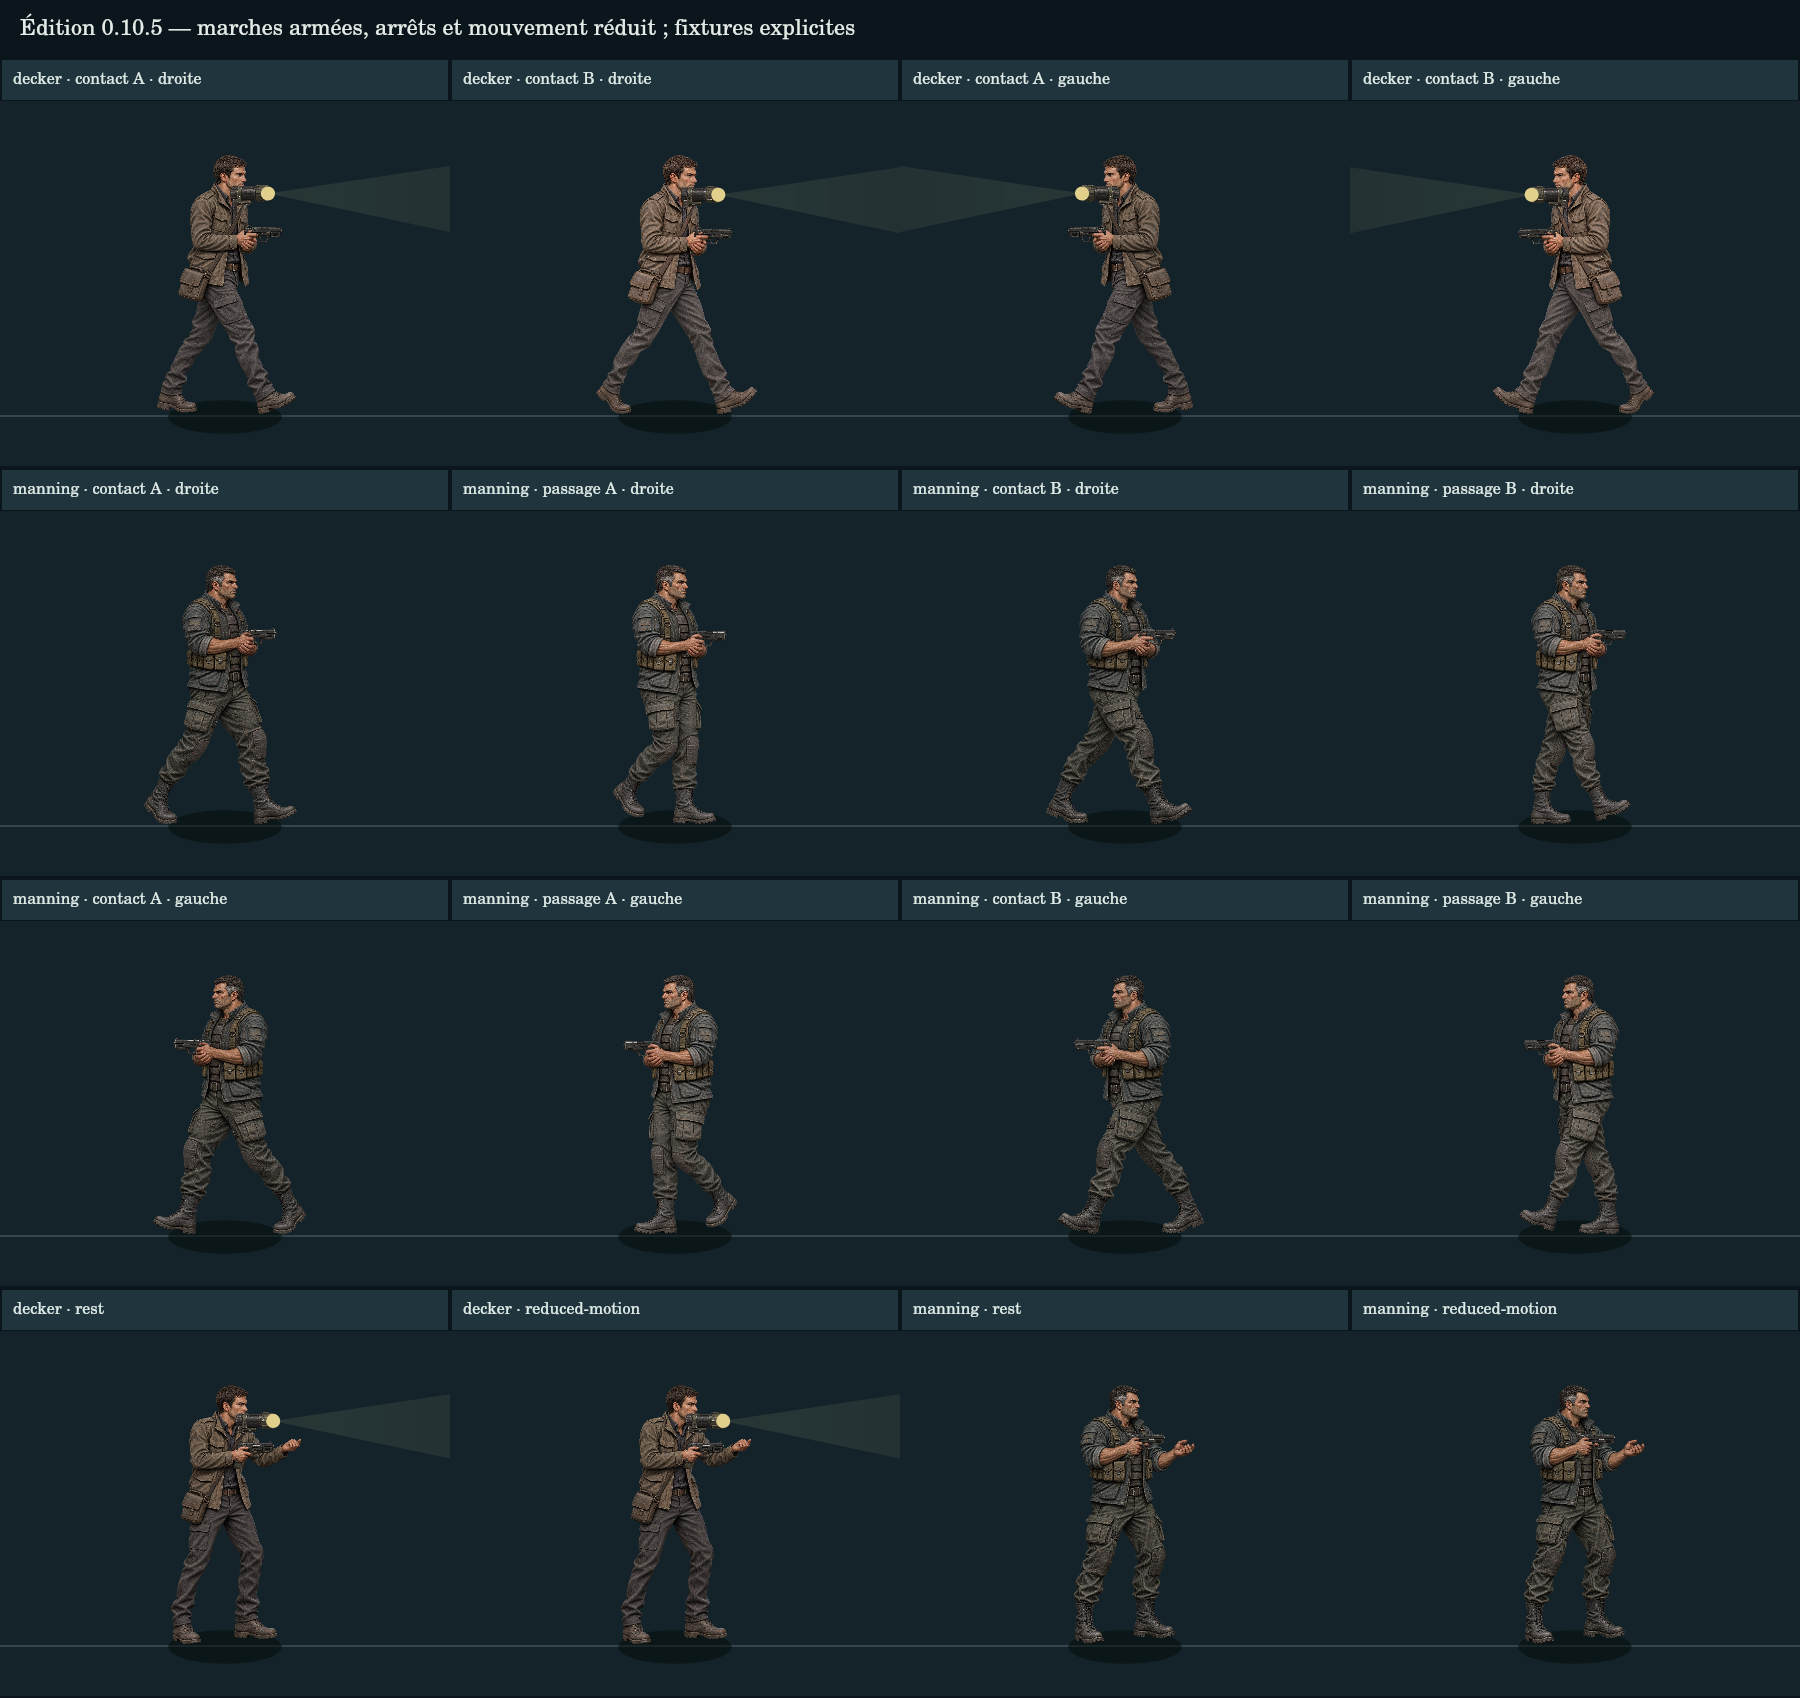 Édition 0.10.5 — marches armées, arrêts et mouvement réduit ; fixtures explicites
decker · contact A · droite
decker · contact B · droite
decker · contact A · gauche
decker · contact B · gauche
manning · contact A · droite
manning · passage A · droite
manning · contact B · droite
manning · passage B · droite
manning · contact A · gauche
manning · passage A · gauche
manning · contact B · gauche
manning · passage B · gauche
decker · rest
decker · reduced-motion
manning · rest
manning · reduced-motion